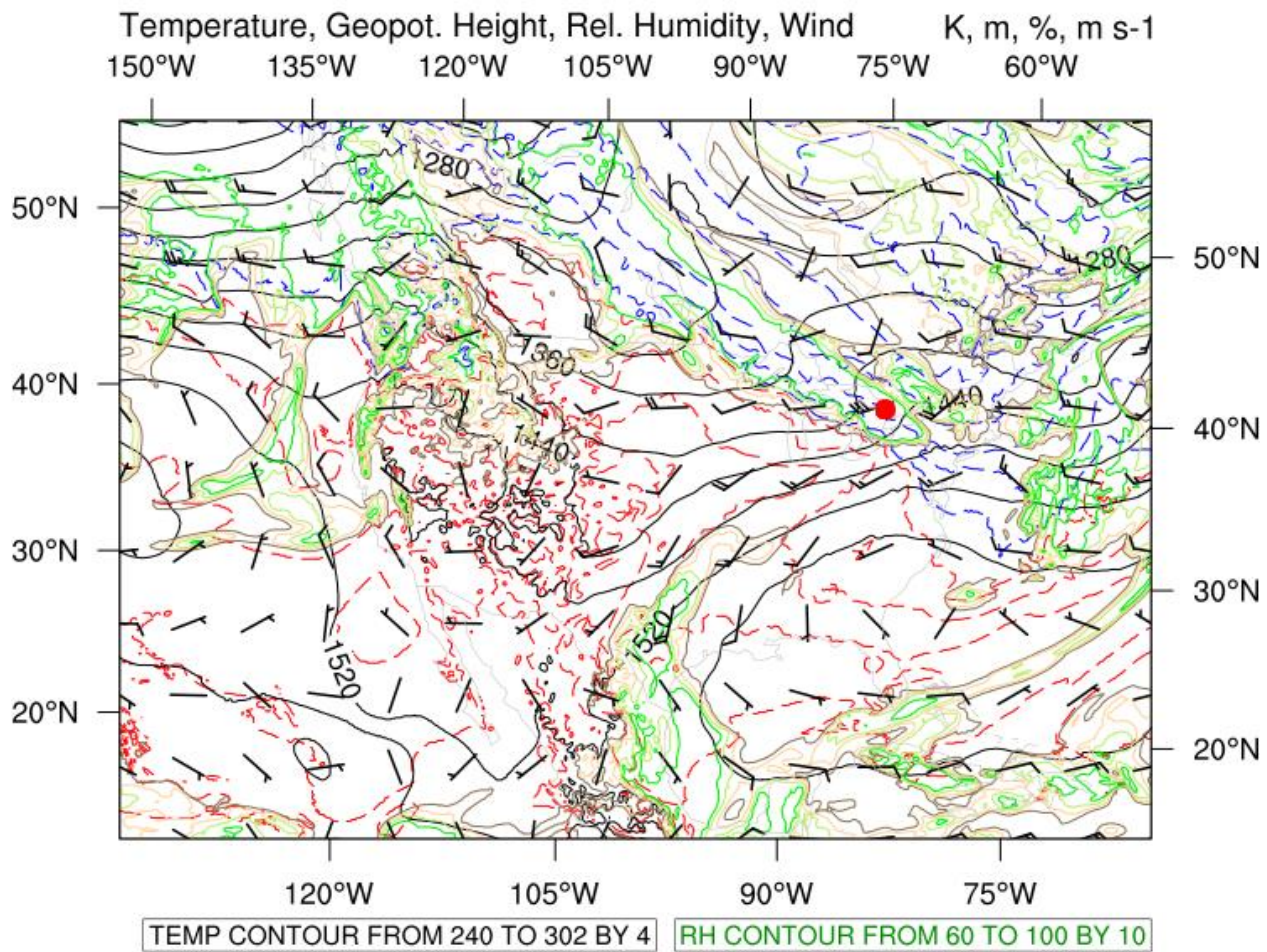 Temperature, Geopot. Height, Rel. Humidity, Wind K, m, %, m s-1
150°W 135°W 120°W 105°W 90°W 75°W 60°W
1280
50°N
50°N
1280
1360
40°N
1440
40°N
1440
30°N
30°N
1520
1520
20°N
20°N
120°W 105°W 90°W 75°W
TEMP CONTOUR FROM 240 TO 302 BY 4 RH CONTOUR FROM 60 TO 100 BY 10